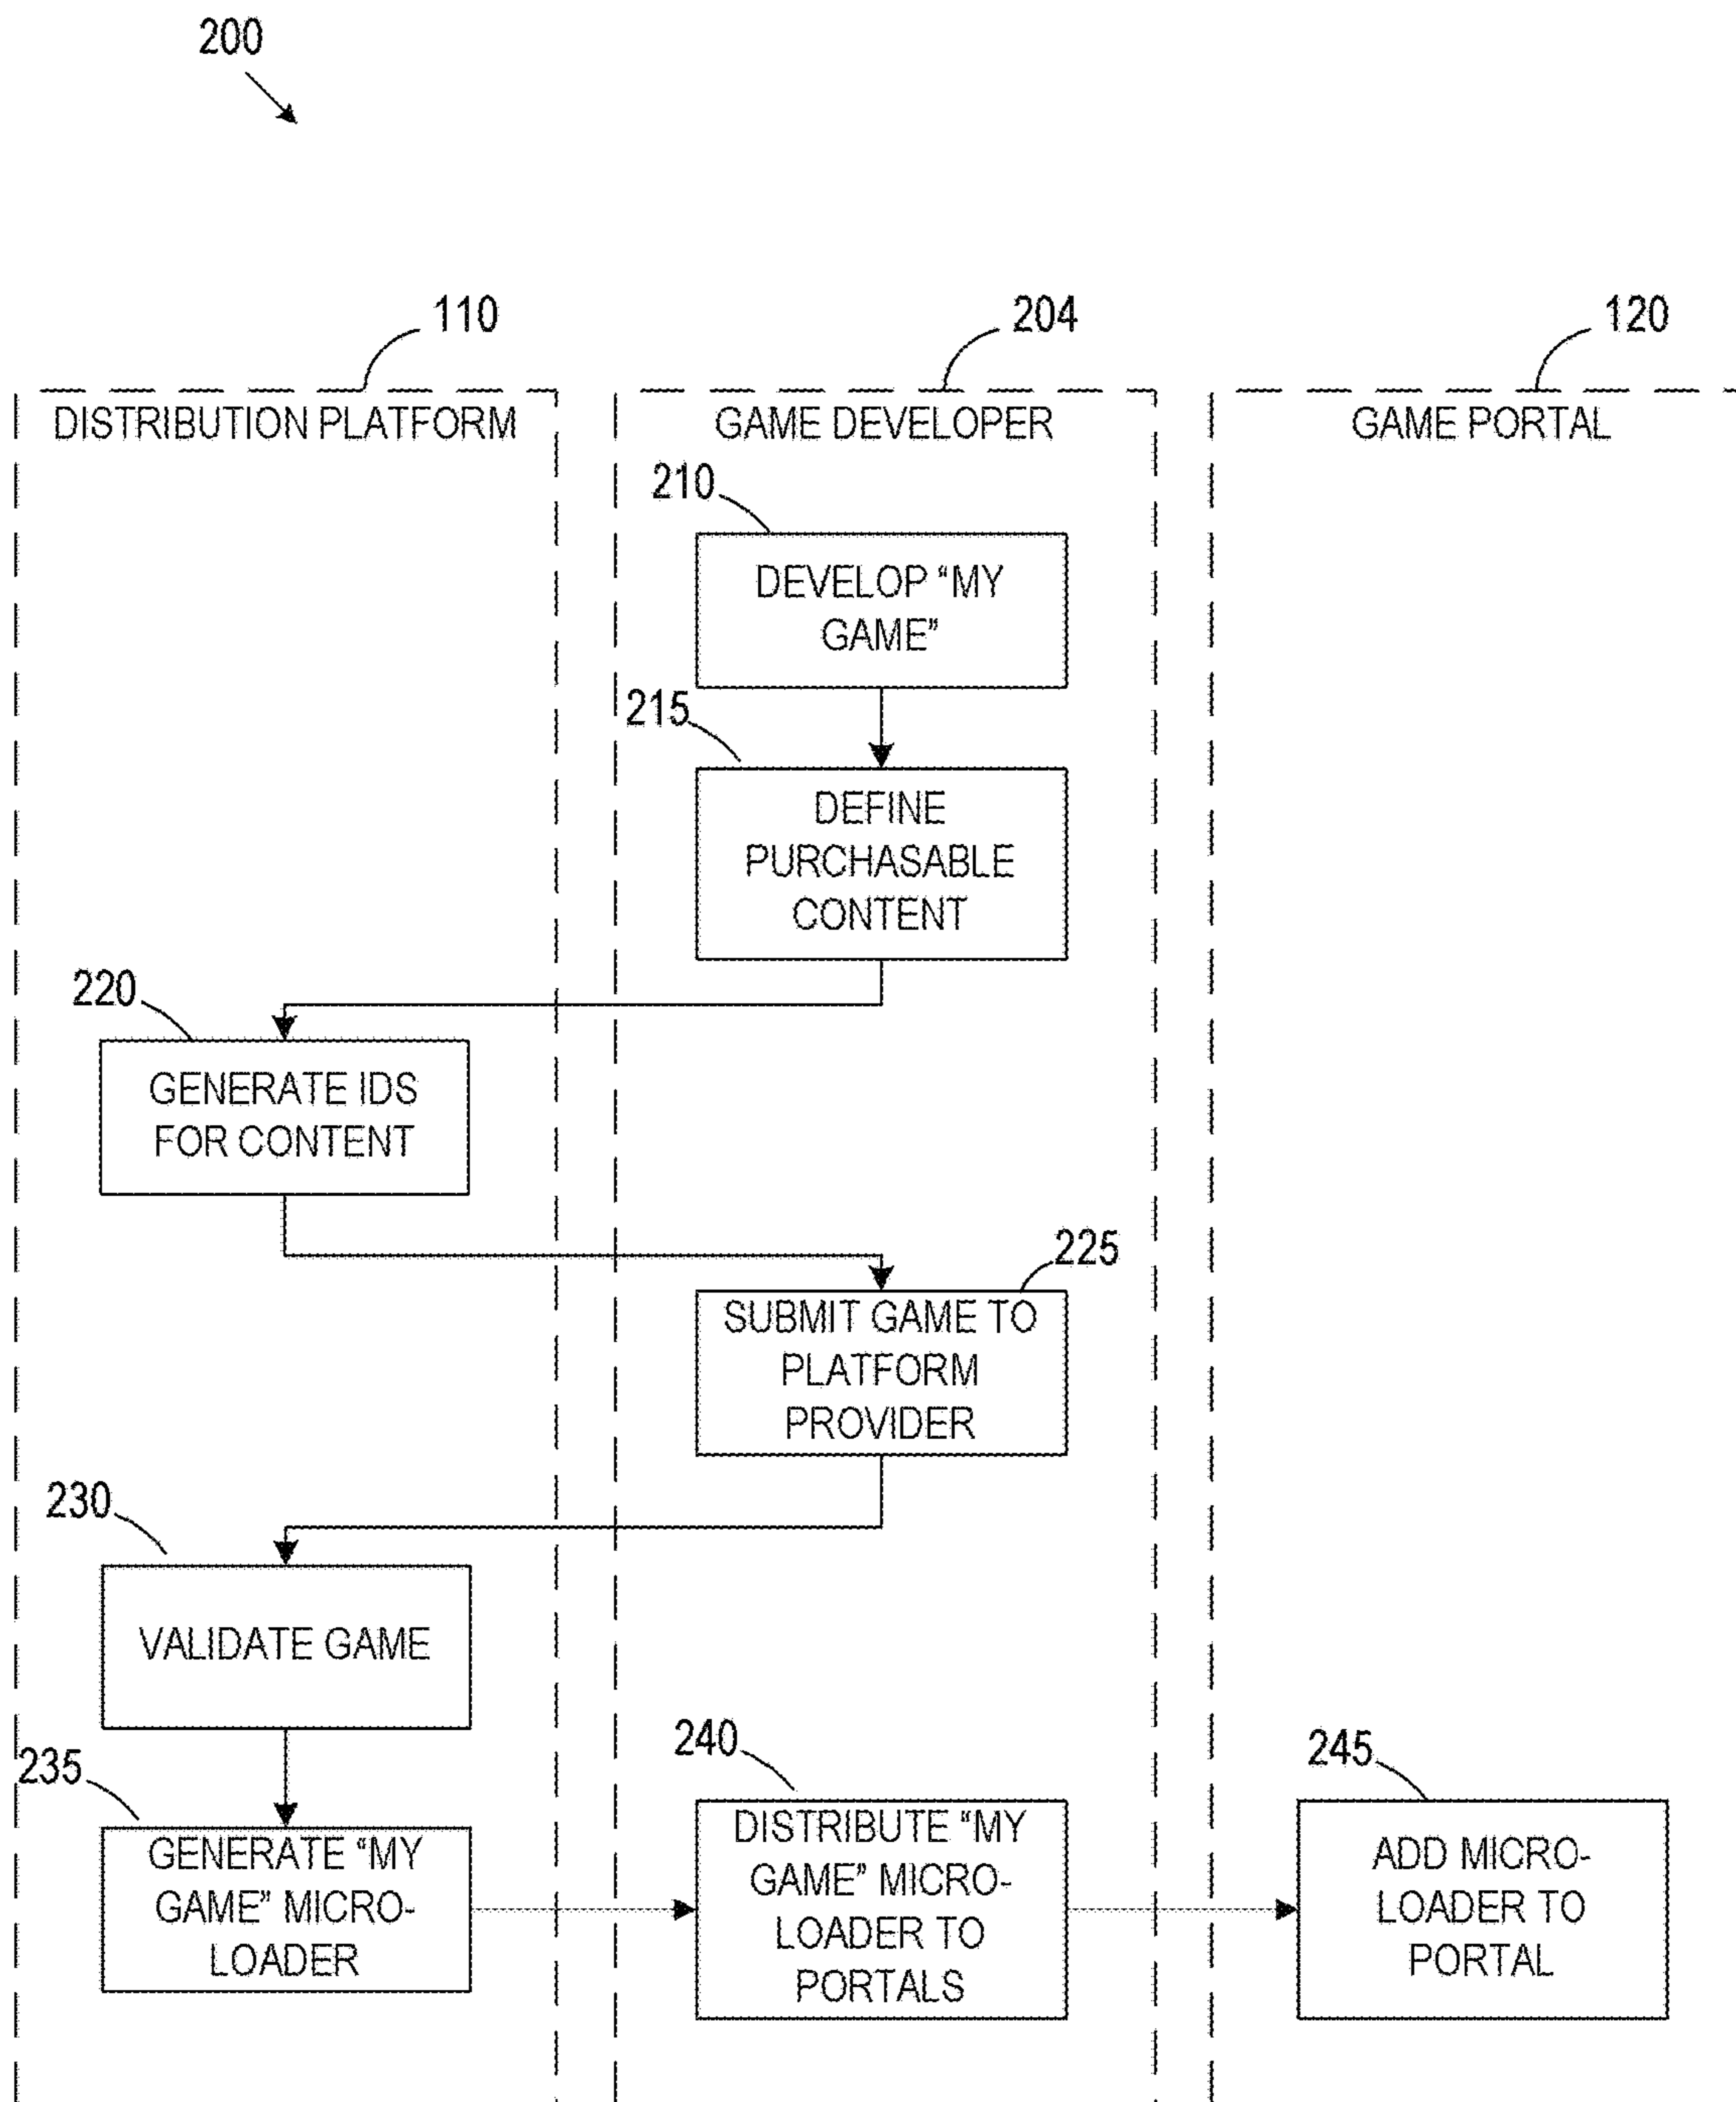 200
110
204
120
DISTRIBUTION PLATFORM
GAME DEVELOPER
GAME PORTAL
210
DEVELOP “MY
GAME”
215
DEFINE
PURCHASABLE
CONTENT
220
GENERATE IDS
FOR CONTENT
225
SUBMIT GAME TO
PLATFORM
PROVIDER
230
VALIDATE GAME
235
GENERATE “MY
GAME” MICRO-
LOADER
240
DISTRIBUTE “MY
GAME” MICRO-
LOADER TO
PORTALS
245
ADD MICRO-
LOADER TO
PORTAL